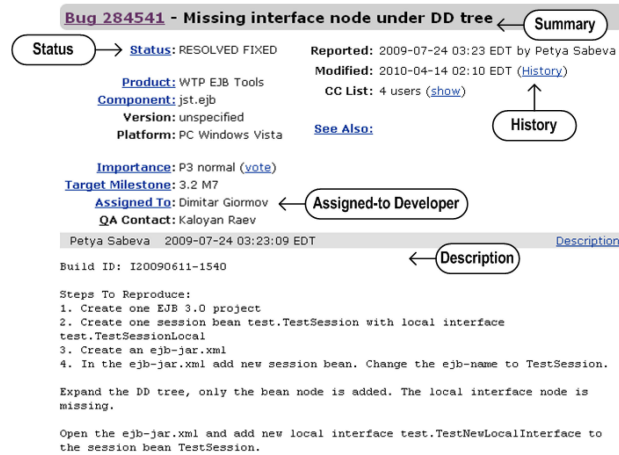 Bug 284541 - Missing interface node under DD tree
Summary
Status
Status: RESOLVED FIXED
Reported: 2009-07-24 03:23 EDT by Petya Sabeva
Modified: 2010-04-14 02:10 EDT (History)
Product: WTP EJB Tools
CC List: 4 users (show)
Component: jst.ejb
Version: unspecified
History
Platform: PC Windows Vista
See Also:
Importance: P3 normal (vote)
Target Milestone: 3.2 M7
Assigned To: Dimitar Giormov
Assigned-to Developer
QA Contact: Kaloyan Raev
Petya Sabeva 2009-07-24 03:23:09 EDT
Description
Description
Build ID: I20090611-1540
Steps To Reproduce:
1. Create one EJB 3.0 project
2. Create one session bean test.TestSession with local interface
test.TestSessionLocal
3. Create an ejb-jar.xml
4. In the ejb-jar.xml add new session bean. Change the ejb-name to TestSession.
Expand the DD tree, only the bean node is added. The local interface node is
missing.
Open the ejb-jar.xml and add new local interface test.TestNewLocalInterface to
the session bean TestSession.